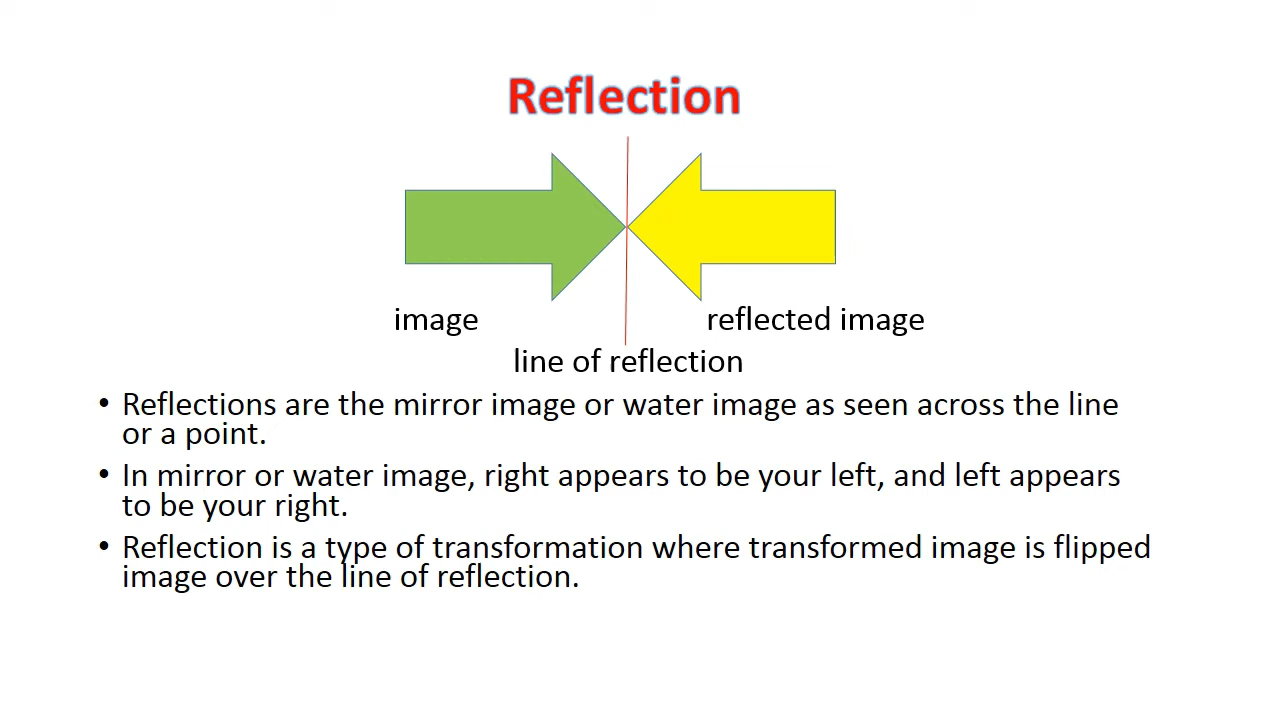 Reflection
image
reflected image
line of reflection
• Reflections are the mirror image or water image as seen across the line
or a point.
• In mirror or water image, right appears to be your left, and left appears
to be your right.
• Reflection is a type of transformation where transformed image is flipped
image over the line of reflection.